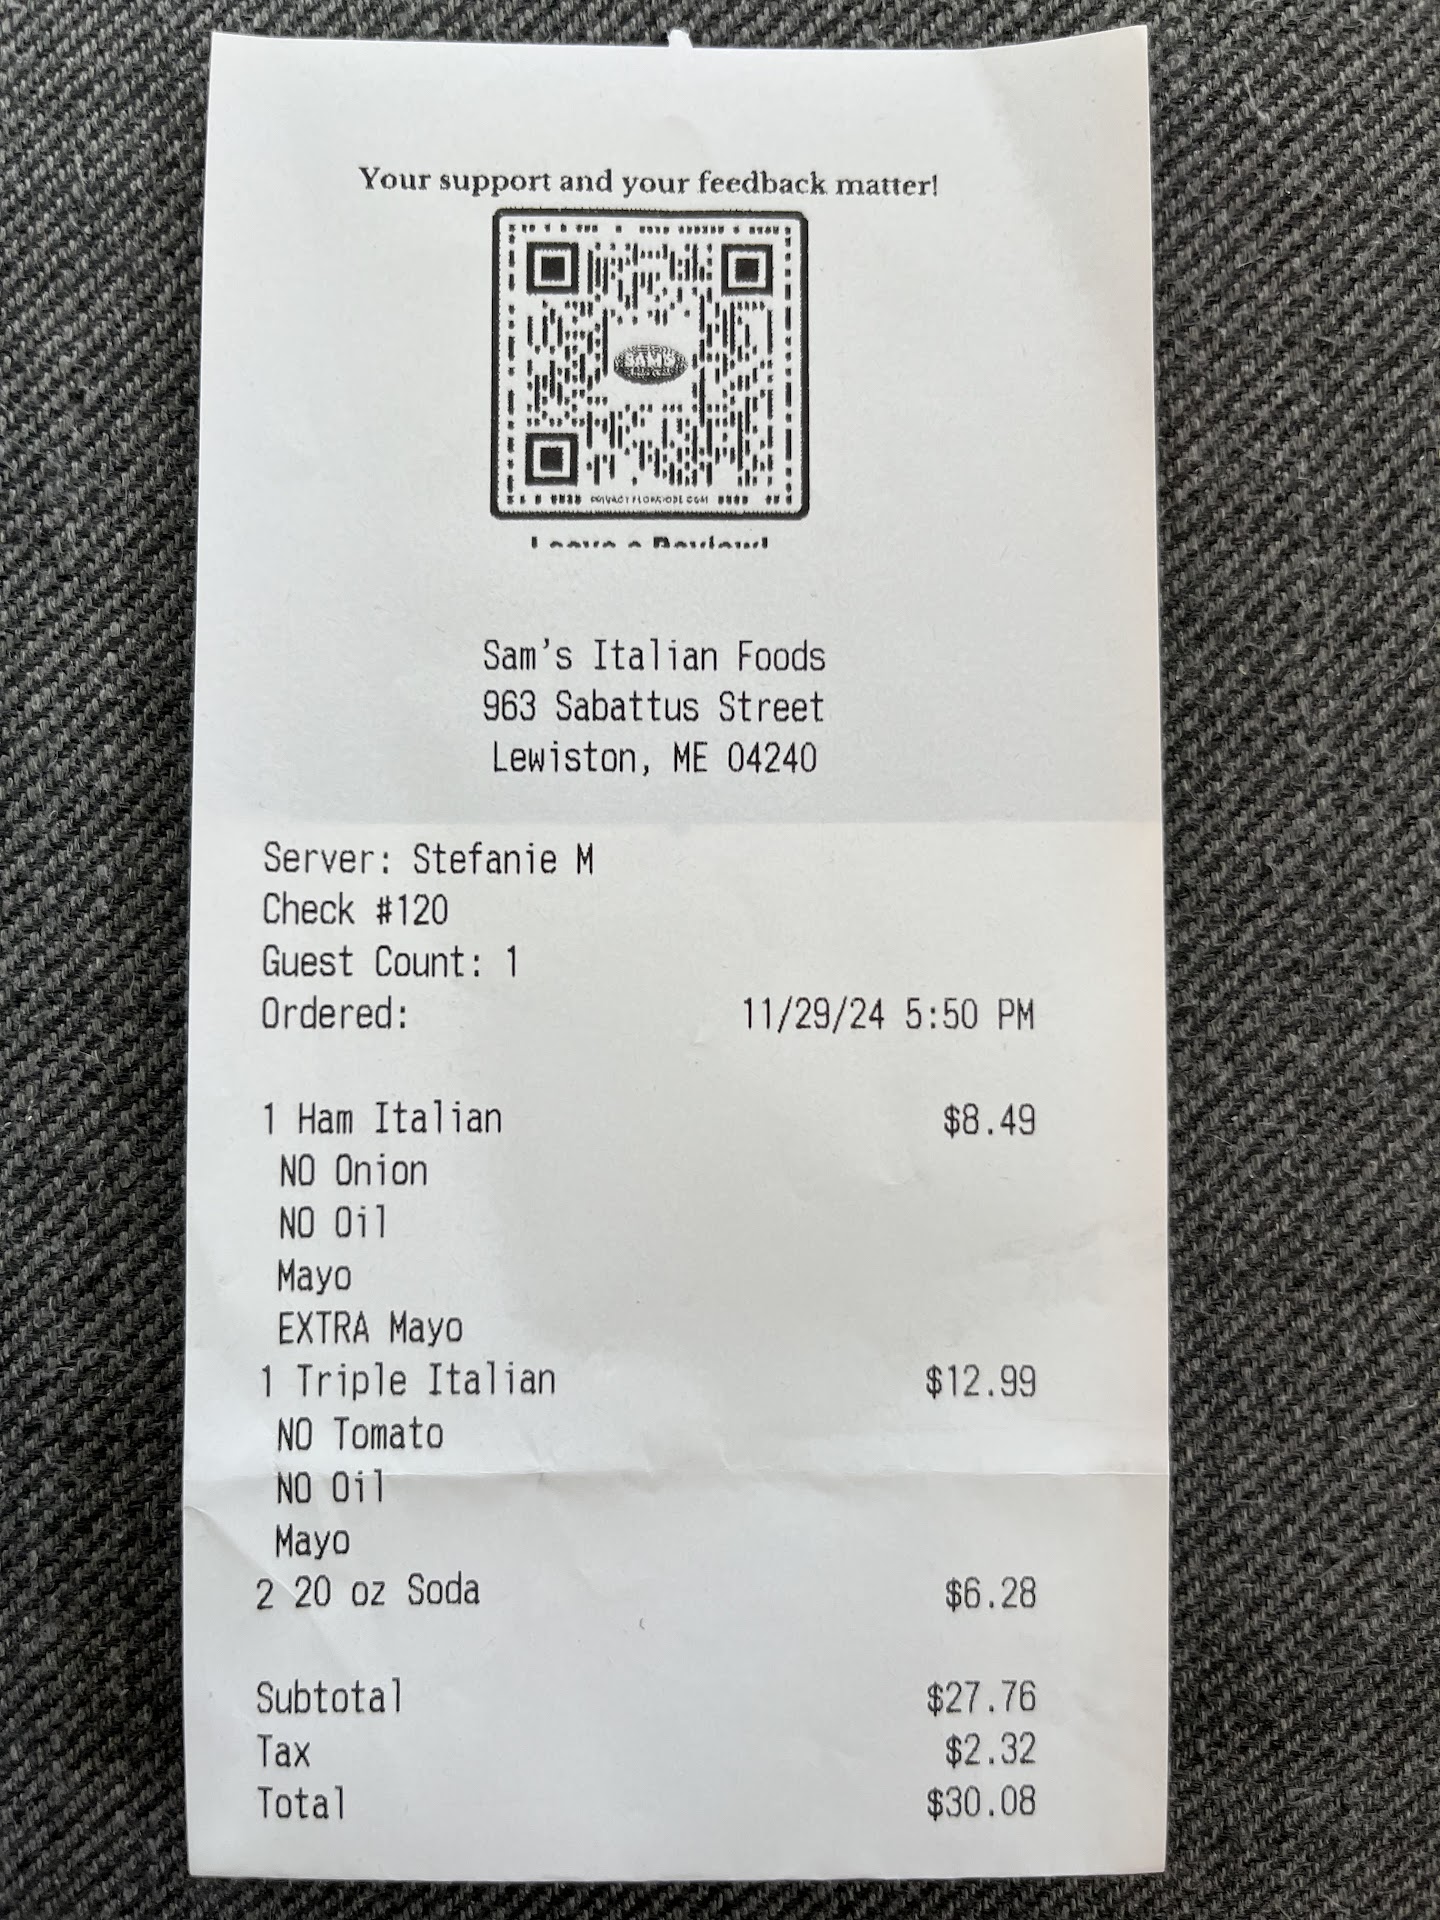 Your support and your feedback matter!
SAM'S
Leave a Review!
Sam's Italian Foods
963 Sabattus Street
Lewiston, ME 04240
Server: Stefanie M
Check #120
Guest Count: 1
Ordered: 11/29/24 5:50 PM
1 Ham Italian $8.49
NO Onion
NO Oil
Mayo
EXTRA Mayo
1 Triple Italian $12.99
NO Tomato
NO Oil
Mayo
2 20 oz Soda $6.28
Subtotal $27.76
Tax $2.32
Total $30.08